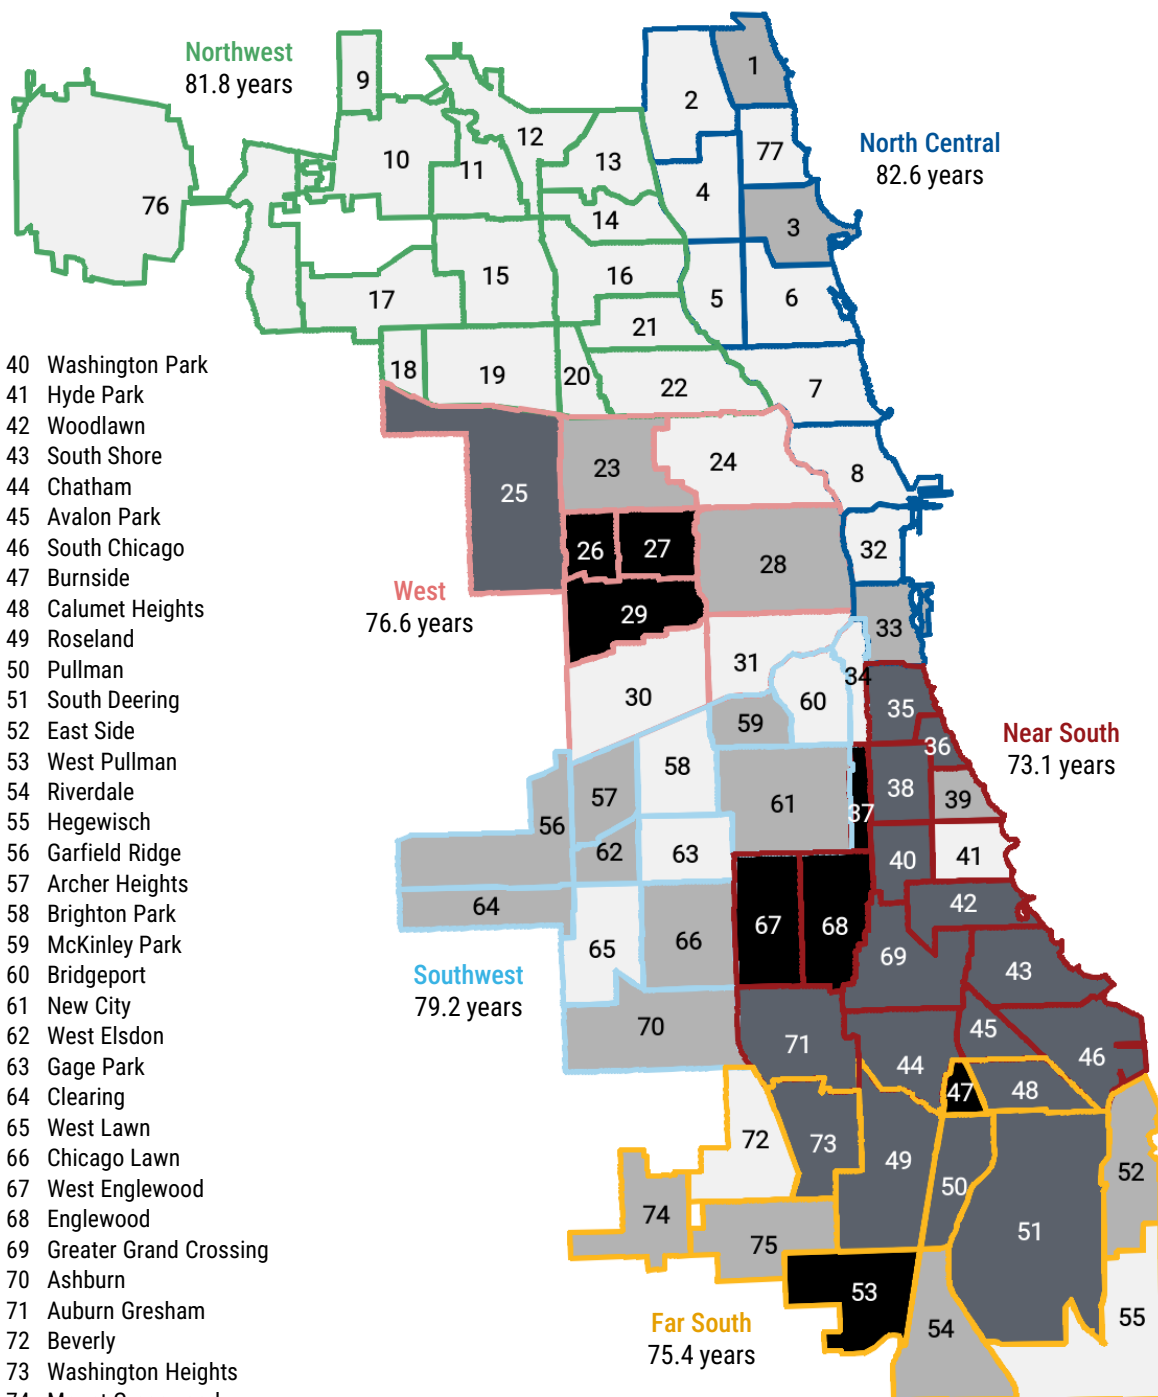 Northwest
81.8 years
North Central
82.6 years
1
2
9
12
77
10
11
13
4
76
14
3
15
16
5
6
17
21
18
19
20
22
7
23
24
8
25
26
27
28
32
West
76.6 years
29
33
31
34
30
60
35
59
Near South
73.1 years
36
58
57
61
38
39
37
56
62
63
40
41
64
42
67
68
65
66
69
43
Southwest
79.2 years
70
71
45
46
44
47
48
72
73
49
52
50
74
75
51
53
54
55
Far South
75.4 years
40 Washington Park
41 Hyde Park
42 Woodlawn
43 South Shore
44 Chatham
45 Avalon Park
46 South Chicago
47 Burnside
48 Calumet Heights
49 Roseland
50 Pullman
51 South Deering
52 East Side
53 West Pullman
54 Riverdale
55 Hegewisch
56 Garfield Ridge
57 Archer Heights
58 Brighton Park
59 McKinley Park
60 Bridgeport
61 New City
62 West Elsdon
63 Gage Park
64 Clearing
65 West Lawn
66 Chicago Lawn
67 West Englewood
68 Englewood
69 Greater Grand Crossing
70 Ashburn
71 Auburn Gresham
72 Beverly
73 Washington Heights